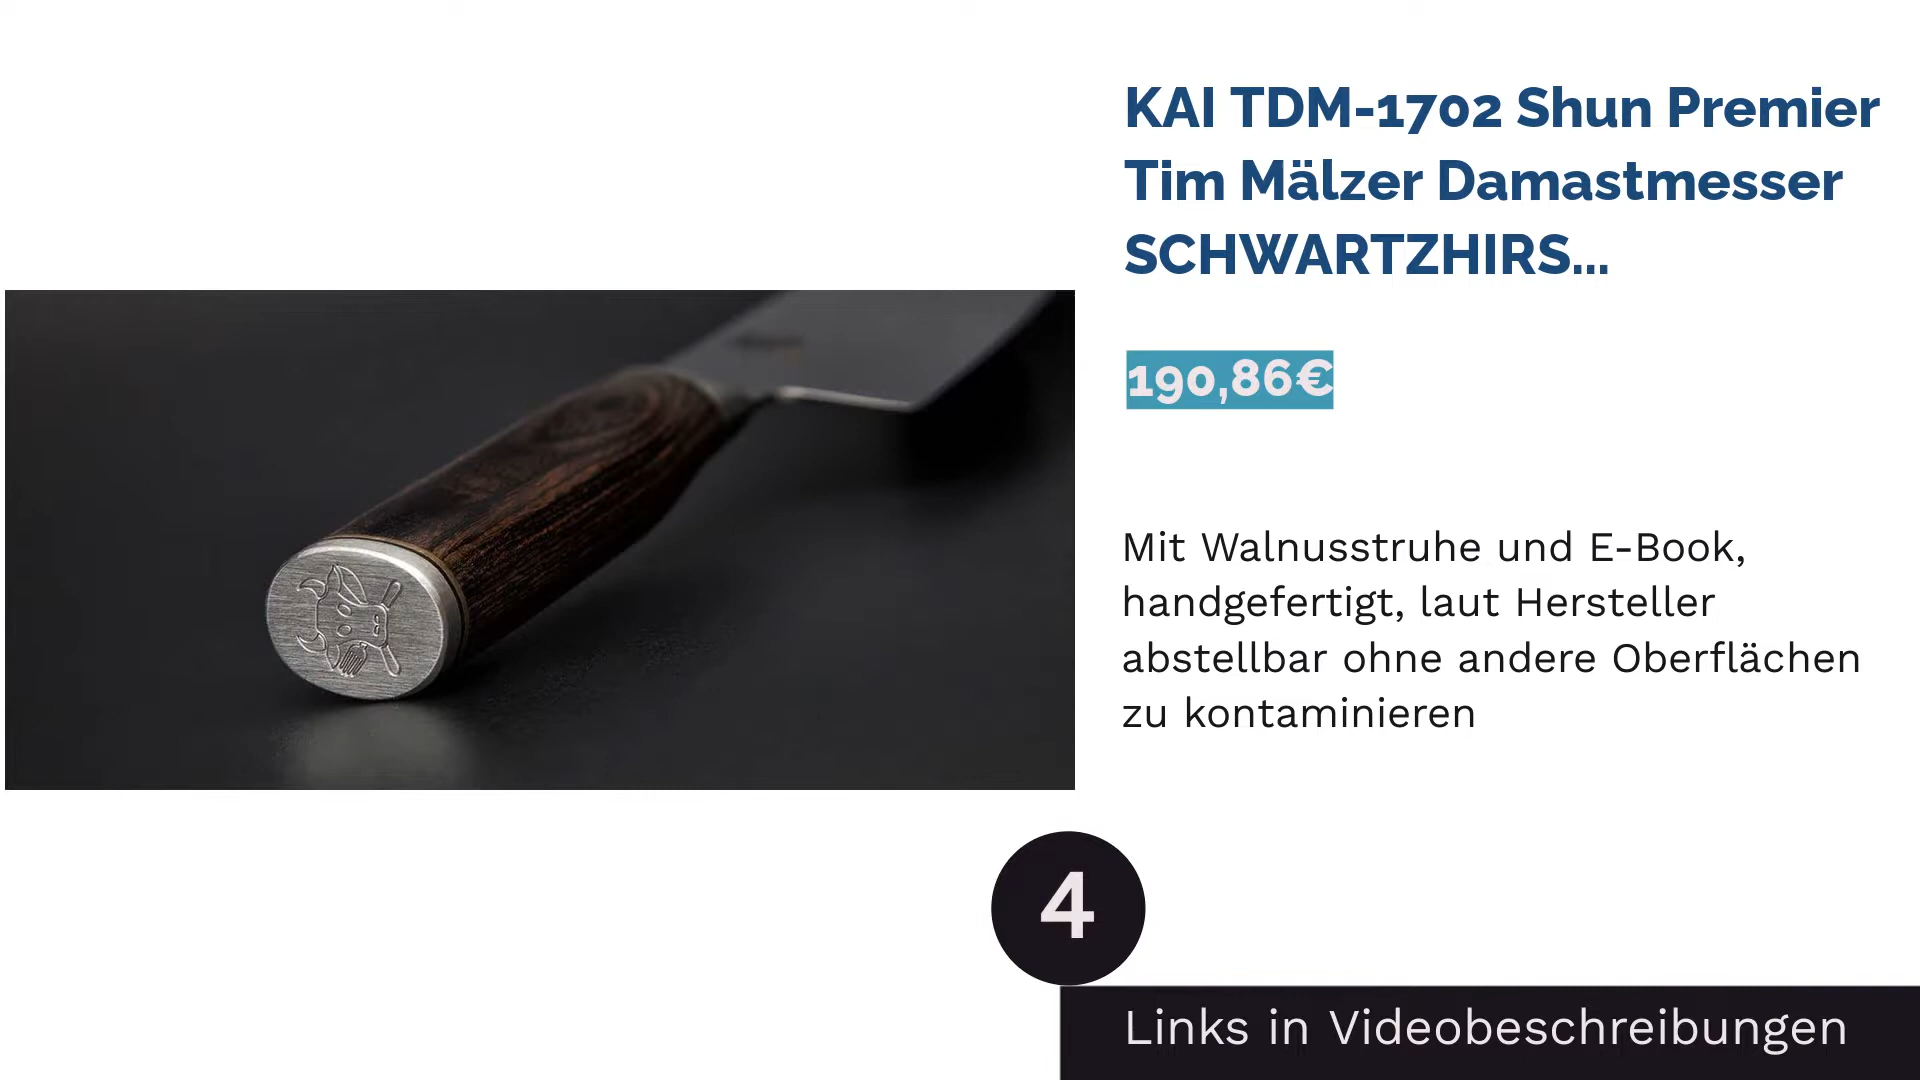 KAI TDM-1702 Shun Premier
Tim Mälzer Damastmesser
SCHWARTZHIRS...
190,86€
Mit Walnusstruhe und E-Book,
handgefertigt, laut Hersteller
abstellbar ohne andere Oberflächen
zu kontaminieren
4
Links in Videobeschreibungen